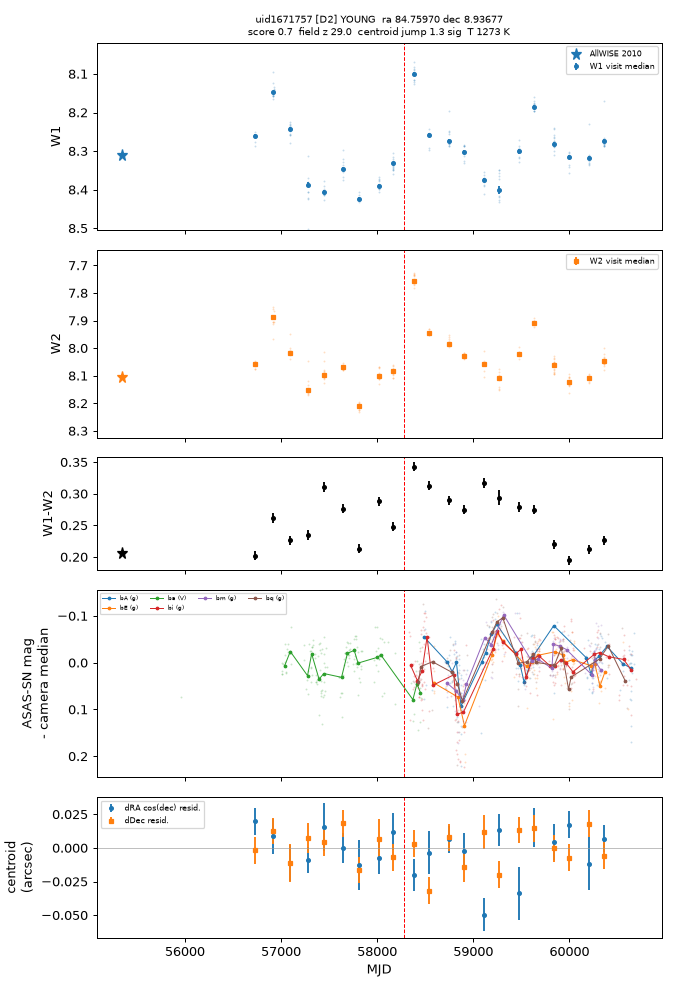 uid1671757 [D2] YOUNG ra 84.75970 dec 8.93677
score 0.7 field z 29.0 centroid jump 1.3 sig T 1273 K
W1
8.1
8.2
8.3
8.4
8.5
AllWISE 2010
W1 visit median
W2
7.7
7.8
7.9
8.0
8.1
8.2
8.3
W2 visit median
W1-W2
0.35
0.30
0.25
0.20
ASAS-SN mag
- camera median
−0.1
0.0
0.1
0.2
bA (g)
bE (g)
ba (V)
bi (g)
bm (g)
bq (g)
centroid
(arcsec)
0.025
0.000
−0.025
−0.050
dRA cos(dec) resid.
dDec resid.
56000 57000 58000 59000 60000
MJD